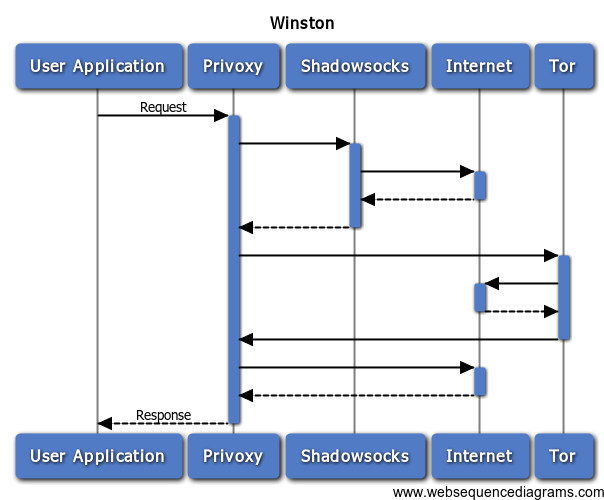 Winston
User Application Privoxy Shadowsocks Internet Tor
Request
Response
User Application Privoxy Shadowsocks Internet Tor
www.websequencediagrams.com